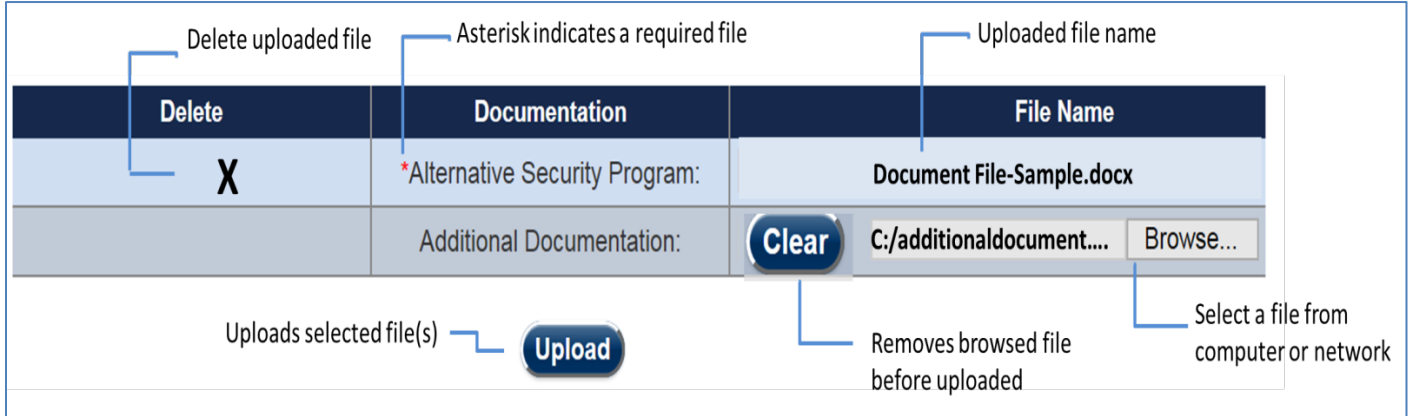 Delete uploaded file
Asterisk indicates a required file
Uploaded file name
Delete
Documentation
File Name
X
*Alternative Security Program:
Document File-Sample.docx
Additional Documentation:
Clear
C:/additionaldocument....
Browse...
Uploads selected file(s)
Upload
Removes browsed file
before uploaded
Select a file from
computer or network